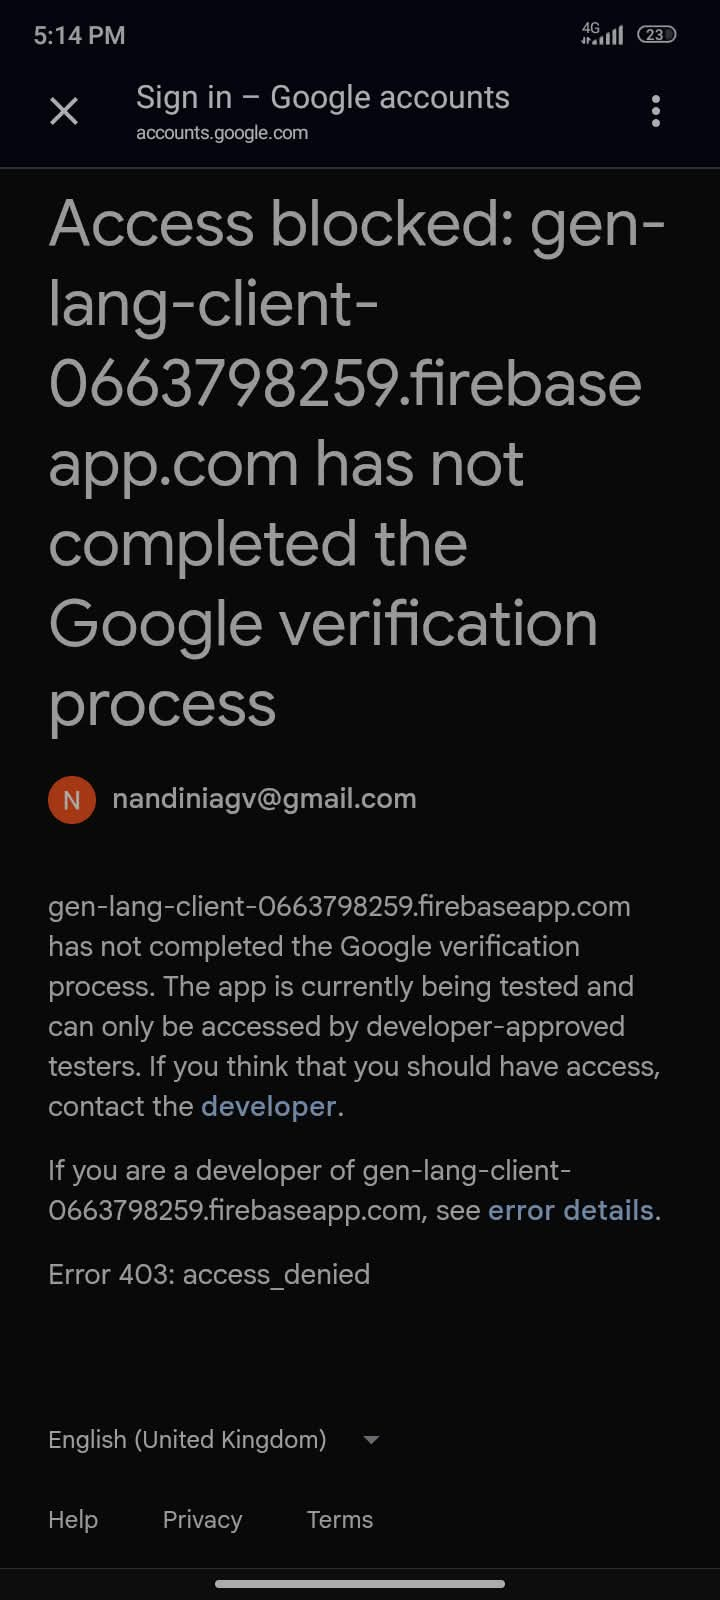 5:14 PM
4G
23
Sign in – Google accounts
accounts.google.com
Access blocked: gen-
lang-client-
0663798259.firebase
app.com has not
completed the
Google verification
process
N
nandiniagv@gmail.com
gen-lang-client-0663798259.firebaseapp.com
has not completed the Google verification
process. The app is currently being tested and
can only be accessed by developer-approved
testers. If you think that you should have access,
contact the developer.
If you are a developer of gen-lang-client-
0663798259.firebaseapp.com, see error details.
Error 403: access_denied
English (United Kingdom)
Help Privacy Terms